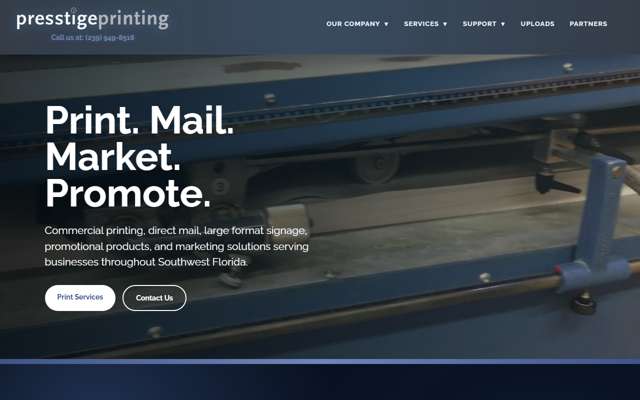 presstigeprinting
Call us at: (239) 949-8518
OUR COMPANY ▼ SERVICES ▼ SUPPORT ▼ UPLOADS PARTNERS
Print. Mail.
Market.
Promote.
Commercial printing, direct mail, large format signage,
promotional products, and marketing solutions serving
businesses throughout Southwest Florida.
Print Services Contact Us